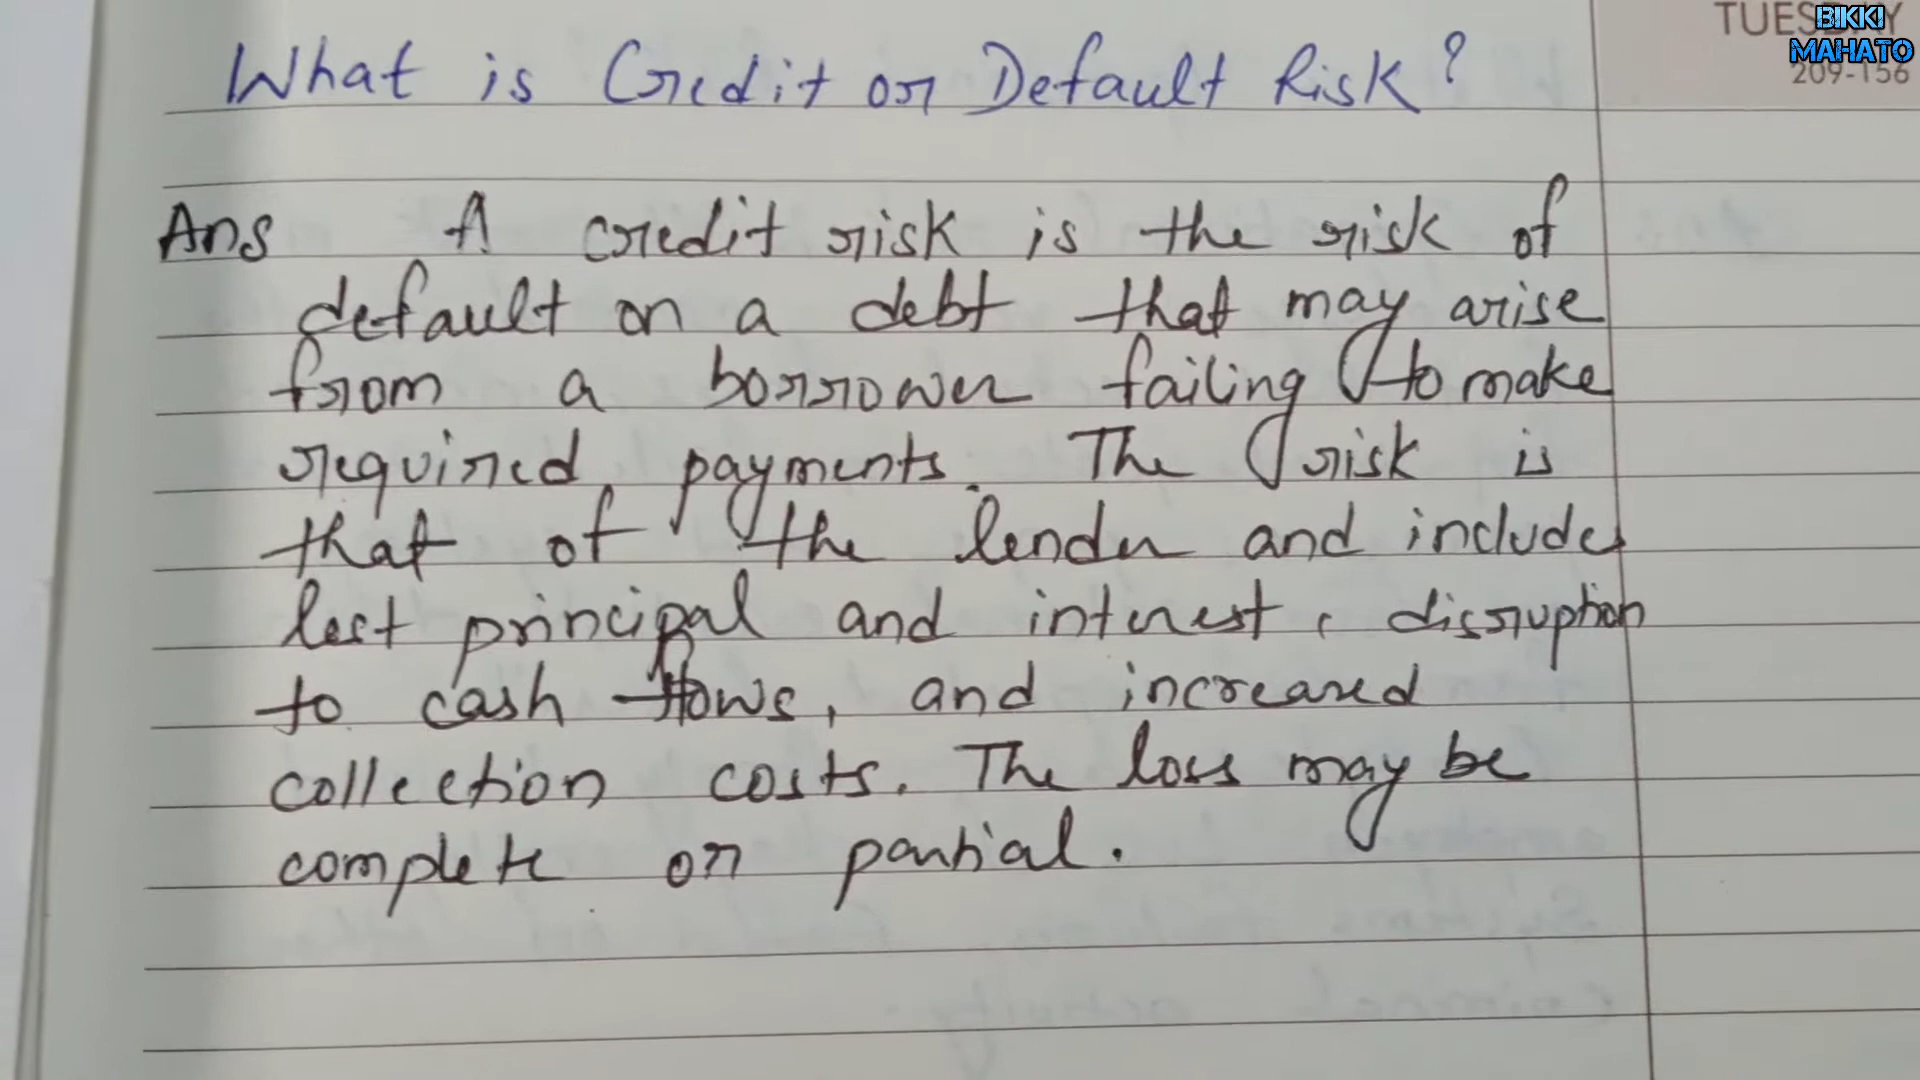 TUESDAY
BIKKI
MAHATO
209-156
What is Credit or Default Risk?
Ans A credit risk is the risk of
default on a debt that may arise
from a borrower failing to make
required payments. The risk is
that of the lender and includes
lost principal and interest, disruption
to cash flows, and increased
collection costs. The loss may be
complete or partial.